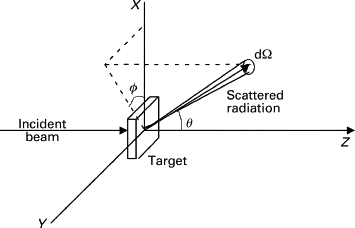 X
dΩ
ϕ
Scattered
radiation
Incident
beam
θ
Z
Target
Y